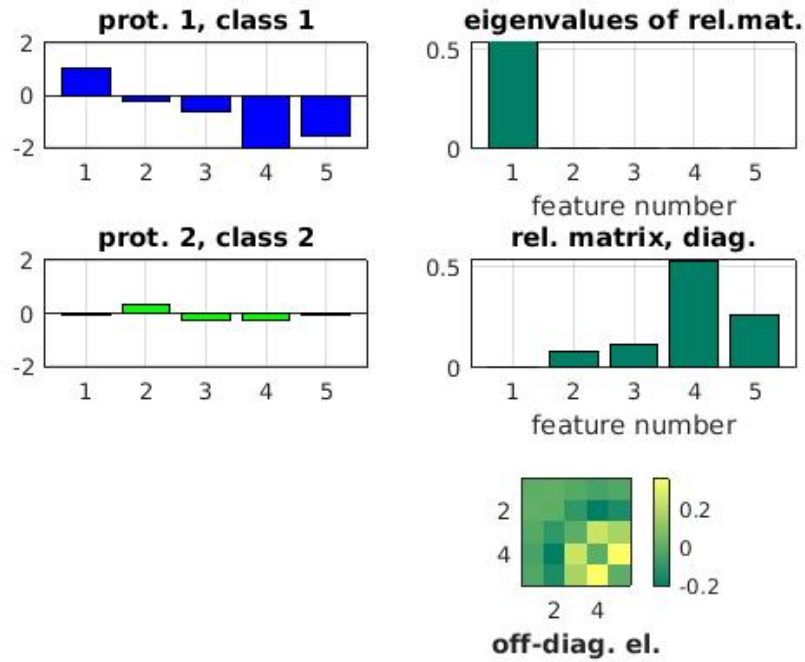 prot. 1, class 1
2
0
-2
1 2 3 4 5
eigenvalues of rel.mat.
0.5
0
1 2 3 4 5
feature number
prot. 2, class 2
2
0
-2
1 2 3 4 5
rel. matrix, diag.
0.5
0
1 2 3 4 5
feature number
2
4
2 4
0.2
0
-0.2
off-diag. el.